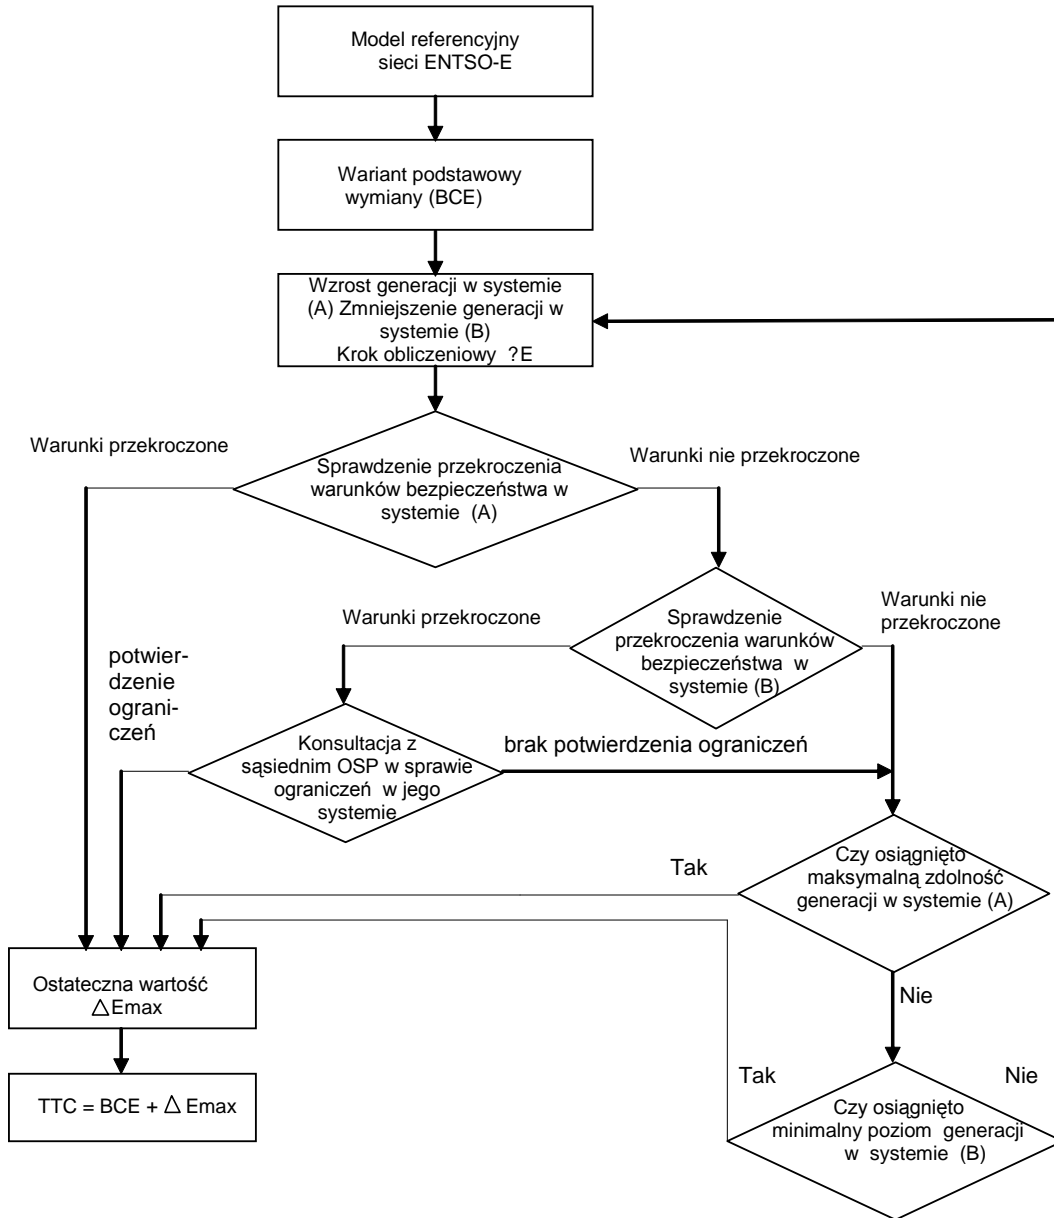 Model referencyjny
sieci ENTSO-E
Wariant podstawowy
wymiany (BCE)
Wzrost generacji w systemie
(A) Zmniejszenie generacji w
systemie (B)
Krok obliczeniowy ?E
Warunki przekroczone
Sprawdzenie przekroczenia
warunków bezpieczeństwa w
systemie (A)
Warunki nie przekroczone
Warunki przekroczone
Sprawdzenie
przekroczenia warunków
bezpieczeństwa w
systemie (B)
Warunki nie
przekroczone
potwier-
dzenie
ograni-
czeń
Konsultacja z
sąsiednim OSP w sprawie
ograniczeń w jego
systemie
brak potwierdzenia ograniczeń
Tak
Czy osiągnięto
maksymalną zdolność
generacji w systemie (A)
Ostateczna wartość
△Emax
Nie
TTC = BCE + △ Emax
Tak
Nie
Czy osiągnięto
minimalny poziom generacji
w systemie (B)